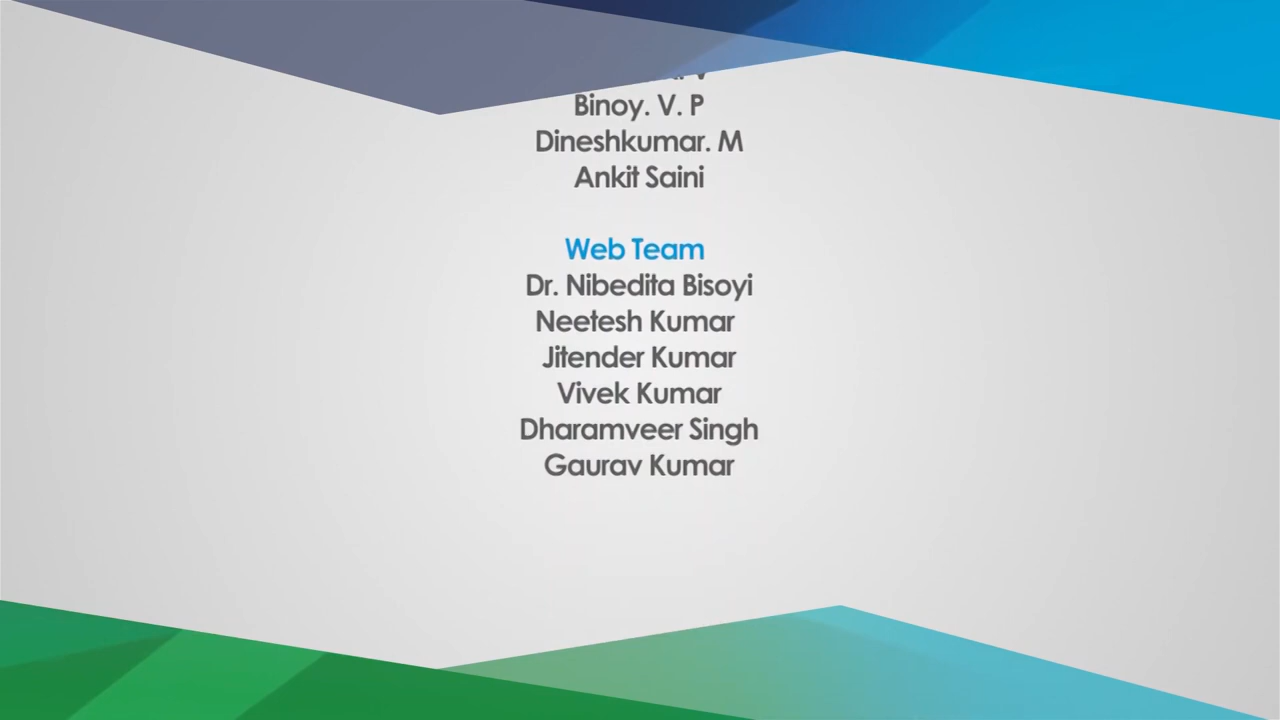 Binoy. V. P
Dineshkumar. M
Ankit Saini
Web Team
Dr. Nibedita Bisoyi
Neetesh Kumar
Jitender Kumar
Vivek Kumar
Dharamveer Singh
Gaurav Kumar